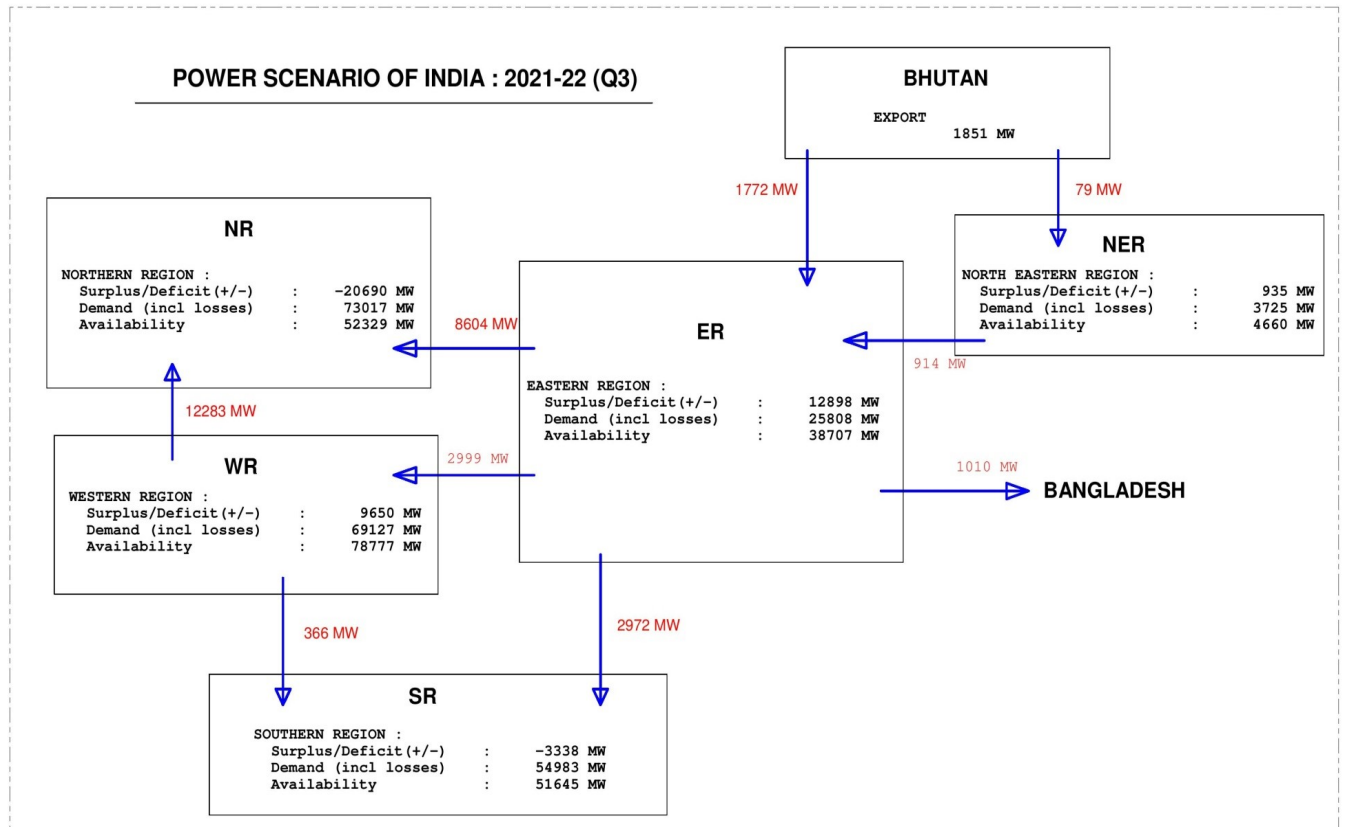 POWER SCENARIO OF INDIA : 2021-22 (Q3)
BHUTAN
EXPORT
1851 MW
1772 MW
79 MW
NR
NORTHERN REGION :
Surplus/Deficit(+/-) : -20690 MW
Demand (incl losses) : 73017 MW
Availability : 52329 MW
NER
NORTH EASTERN REGION :
Surplus/Deficit(+/-) : 935 MW
Demand (incl losses) : 3725 MW
Availability : 4660 MW
8604 MW
914 MW
ER
EASTERN REGION :
Surplus/Deficit(+/-) : 12898 MW
Demand (incl losses) : 25808 MW
Availability : 38707 MW
12283 MW
2999 MW
1010 MW
BANGLADESH
WR
WESTERN REGION :
Surplus/Deficit(+/-) : 9650 MW
Demand (incl losses) : 69127 MW
Availability : 78777 MW
366 MW
2972 MW
SR
SOUTHERN REGION :
Surplus/Deficit(+/-) : -3338 MW
Demand (incl losses) : 54983 MW
Availability : 51645 MW